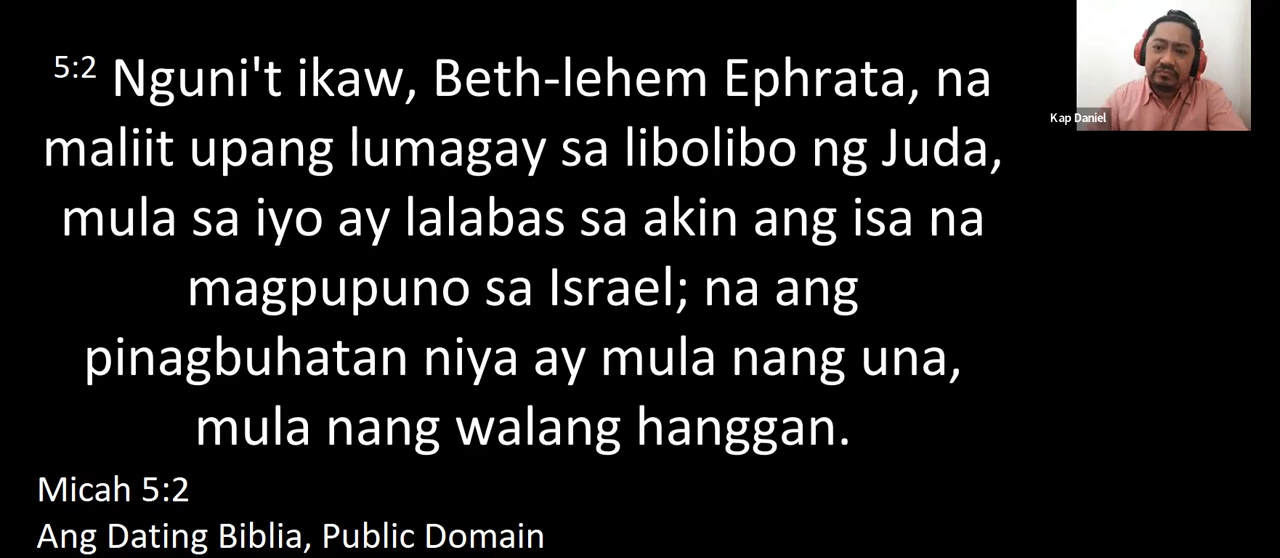 5:2 Nguni't ikaw, Beth-lehem Ephrata, na
maliit upang lumagay sa libolibo ng Juda,
mula sa iyo ay lalabas sa akin ang isa na
magpupuno sa Israel; na ang
pinagbuhatan niya ay mula nang una,
mula nang walang hanggan.
Micah 5:2
Ang Dating Biblia, Public Domain
Kap Daniel